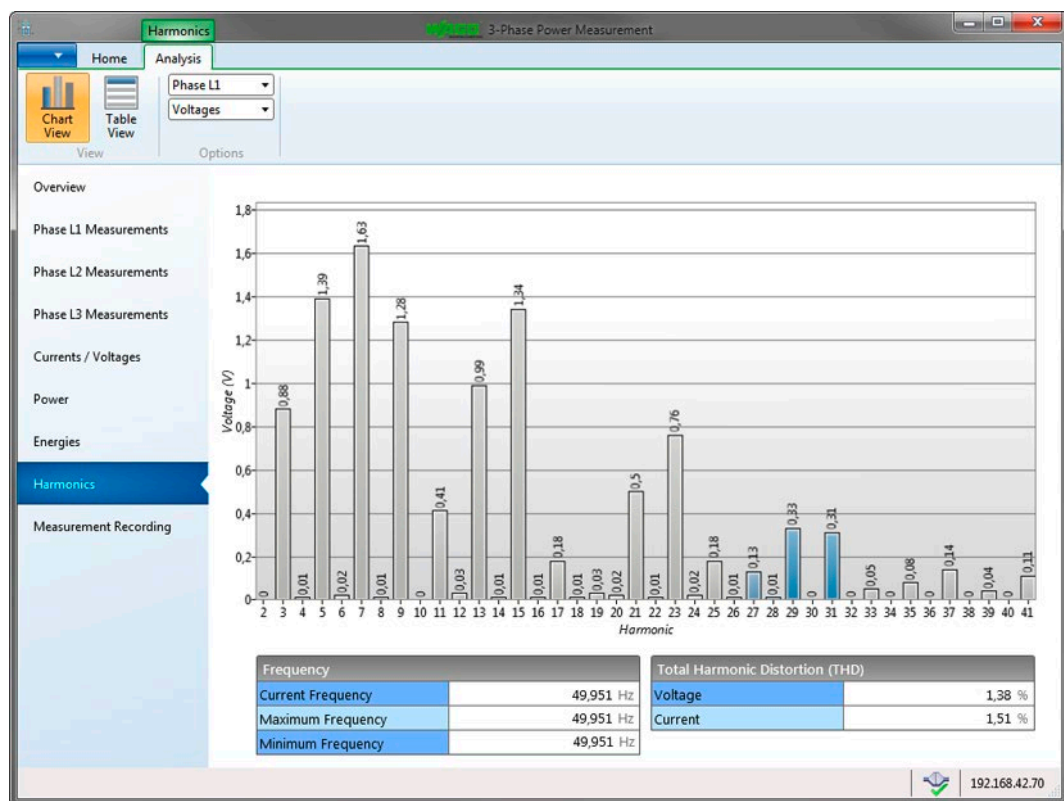 Harmonics
WAGO 3-Phase Power Measurement
Home Analysis
Chart View
Table View
Phase L1
Voltages
View Options
Overview
Phase L1 Measurements
Phase L2 Measurements
Phase L3 Measurements
Currents / Voltages
Power
Energies
Harmonics
Measurement Recording
Voltage (V)
1,8
1,6
1,4
1,2
1
0,8
0,6
0,4
0,2
0
0 0,88 0,01 1,39 0,02 1,63 0,01 1,28 0 0,41 0,03 0,99 0,01 1,34 0,01 0,18 0,01 0,03 0,02 0,5 0,01 0,76 0,02 0,18 0,01 0,13 0,01 0,33 0 0,31 0 0,05 0 0,08 0 0,14 0 0,04 0 0,11
2 3 4 5 6 7 8 9 10 11 12 13 14 15 16 17 18 19 20 21 22 23 24 25 26 27 28 29 30 31 32 33 34 35 36 37 38 39 40 41
Harmonic
Frequency
Current Frequency 49,951 Hz
Maximum Frequency 49,951 Hz
Minimum Frequency 49,951 Hz
Total Harmonic Distortion (THD)
Voltage 1,38 %
Current 1,51 %
192.168.42.70